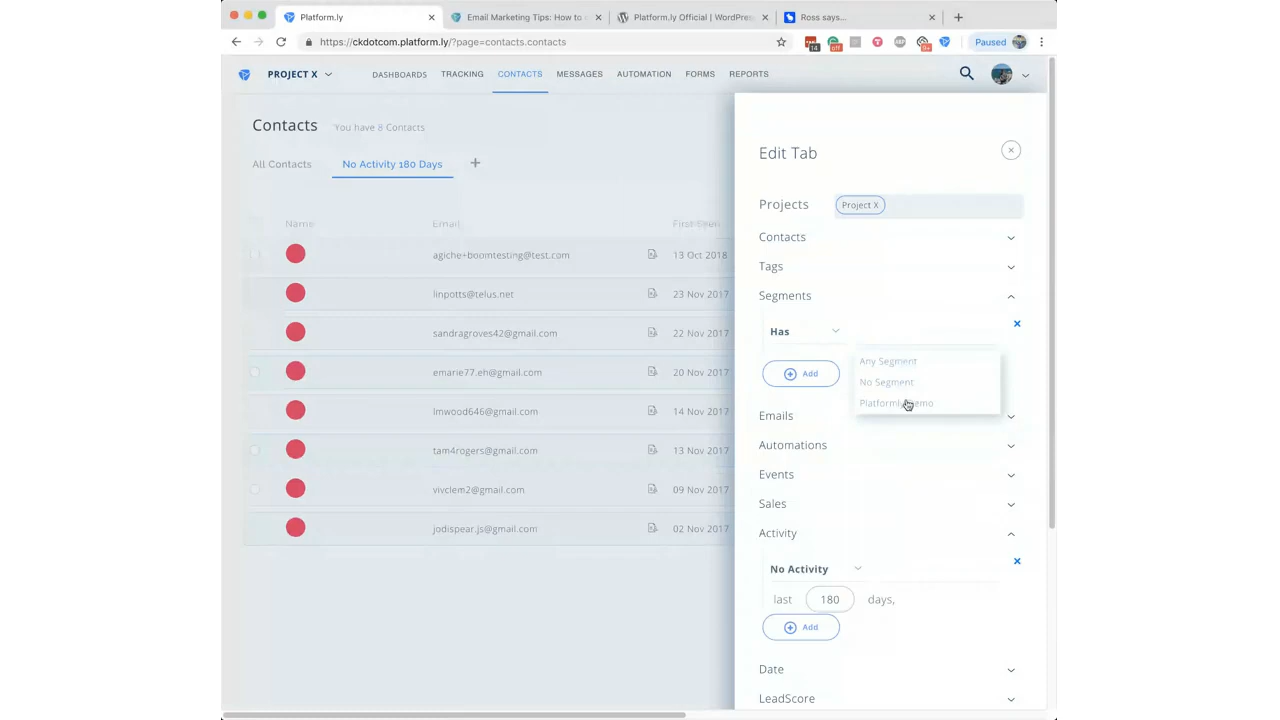 Platform.ly
Email Marketing Tips: How to
Platform.ly Official | WordPres
Ross says...
https://ckdotcom.platform.ly/?page=contacts.contacts
14
off
9+
Paused
PROJECT X
DASHBOARDS
TRACKING
CONTACTS
MESSAGES
AUTOMATION
FORMS
REPORTS
Contacts
You have 8 Contacts
All Contacts
No Activity 180 Days
Name
Email
First Seen
agiche+boomtesting@test.com
13 Oct 2018
linpotts@telus.net
23 Nov 2017
sandragroves42@gmail.com
22 Nov 2017
emarie77.eh@gmail.com
20 Nov 2017
lmwood646@gmail.com
14 Nov 2017
tam4rogers@gmail.com
13 Nov 2017
vivclem2@gmail.com
09 Nov 2017
jodispear.js@gmail.com
02 Nov 2017
Edit Tab
Projects
Project X
Contacts
Tags
Segments
Has
Add
Any Segment
No Segment
Emails
Automations
Events
Sales
Activity
No Activity
last
180
days,
Add
Date
LeadScore